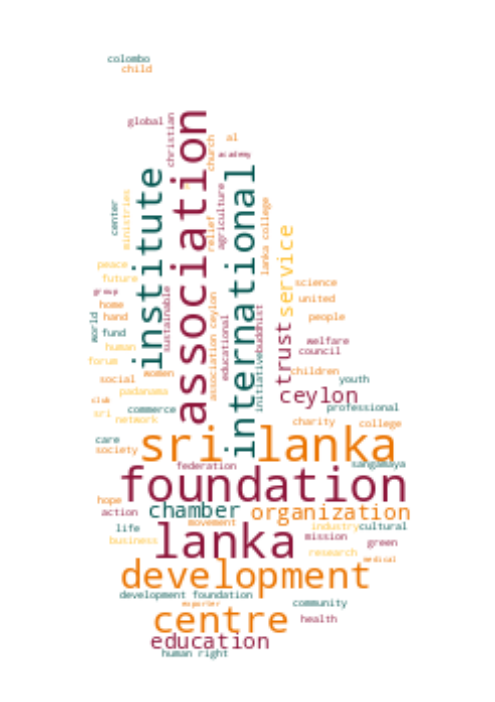 colombo
child
global
christian
association
church
al
academy
institute
international
center
ministries
relief
agriculture
lanka college
service
peace
future
group
home
hand
world
fund
human
forum
sustainable
association ceylon
educational
initiative
buddhist
trust
science
united
people
welfare
council
children
youth
women
social
padanama
club
sri
commerce
network
ceylon
professional
charity
college
care
society
sri lanka
federation
sangamaya
foundation
hope
action
chamber
organization
life
movement
industry
cultural
business
lanka
mission
green
research
medical
development
development foundation
exporter
community
centre
health
education
human right